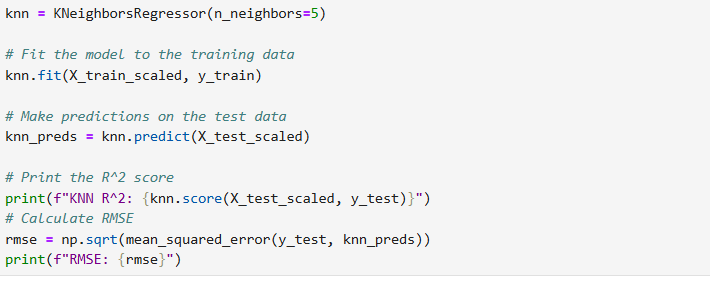 knn = KNeighborsRegressor(n_neighbors=5)
# Fit the model to the training data
knn.fit(X_train_scaled, y_train)
# Make predictions on the test data
knn_preds = knn.predict(X_test_scaled)
# Print the R^2 score
print(f"KNN R^2: {knn.score(X_test_scaled, y_test)}")
# Calculate RMSE
rmse = np.sqrt(mean_squared_error(y_test, knn_preds))
print(f"RMSE: {rmse}")